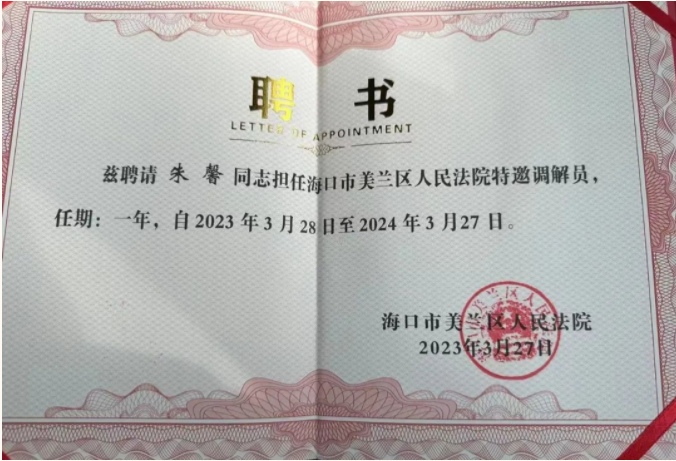 聘 书
LETTER OF APPOINTMENT
兹聘请 朱 馨 同志担任海口市美兰区人民法院特邀调解员，
任期：一年，自2023年3月28日至2024年3月27日。
海口市美兰区人民法院
2023年3月27日